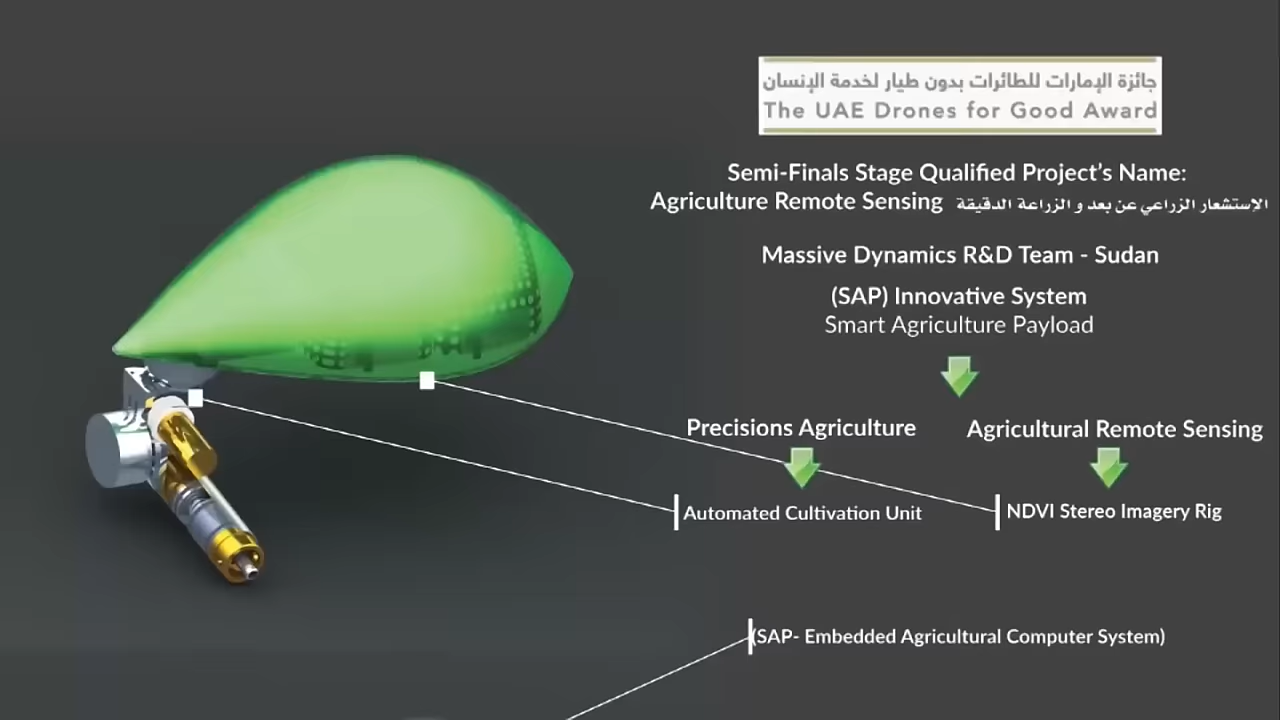 جائزة الإمارات للطائرات بدون طيار لخدمة الإنسان
The UAE Drones for Good Award
Semi-Finals Stage Qualified Project's Name:
Agriculture Remote Sensing الإستشعار الزراعي عن بعد و الزراعة الدقيقة
Massive Dynamics R&D Team - Sudan
(SAP) Innovative System
Smart Agriculture Payload
Precisions Agriculture
Agricultural Remote Sensing
Automated Cultivation Unit
NDVI Stereo Imagery Rig
(SAP- Embedded Agricultural Computer System)